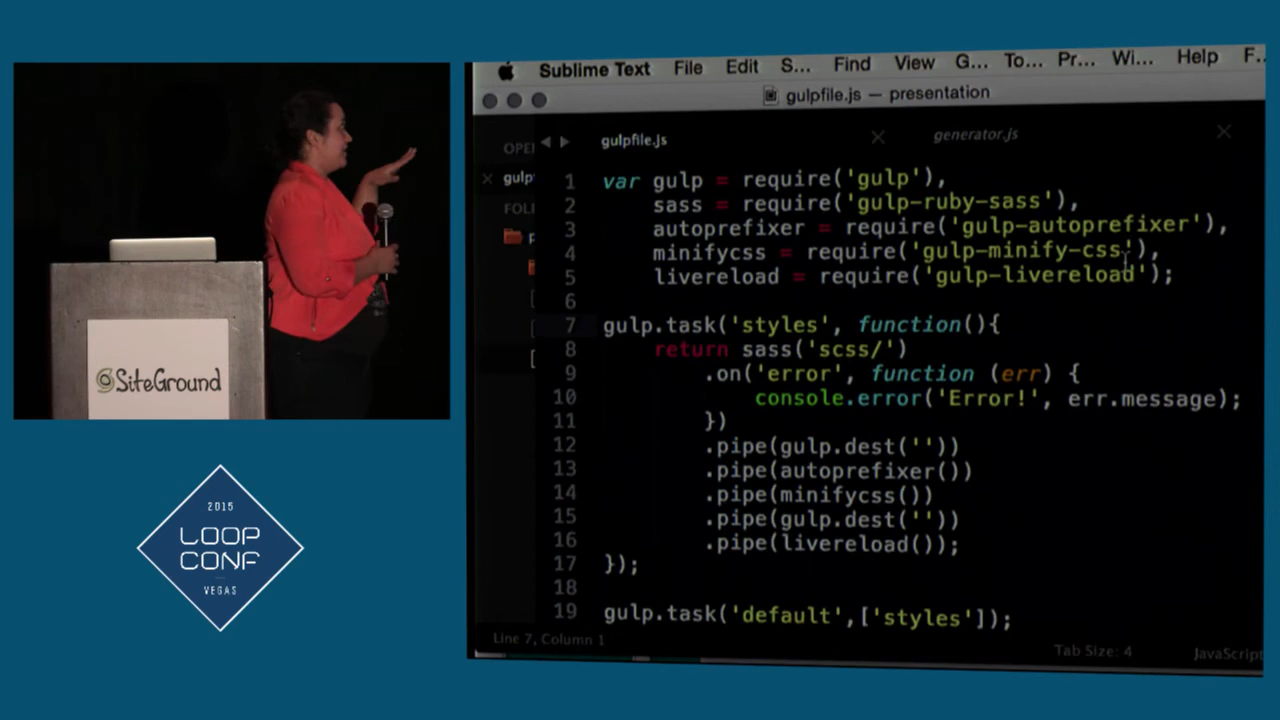 Sublime Text File Edit S... Find View G... To... Pr... Wi... Help F...
gulpfile.js — presentation
OPE
gulpfile.js
generator.js
gulp
FOL
1 var gulp = require('gulp'),
2 sass = require('gulp-ruby-sass'),
3 autoprefixer = require('gulp-autoprefixer'),
4 minifycss = require('gulp-minify-css'),
5 livereload = require('gulp-livereload');
6
7 gulp.task('styles', function(){
8 return sass('scss/')
9 .on('error', function (err) {
10 console.error('Error!', err.message);
11 })
12 .pipe(gulp.dest(''))
13 .pipe(autoprefixer())
14 .pipe(minifycss())
15 .pipe(gulp.dest(''))
16 .pipe(livereload());
17 });
18
19 gulp.task('default',['styles']);
Line 7, Column 1
Tab Size: 4
JavaScrip
SiteGround
2015
LOOP
CONF
VEGAS